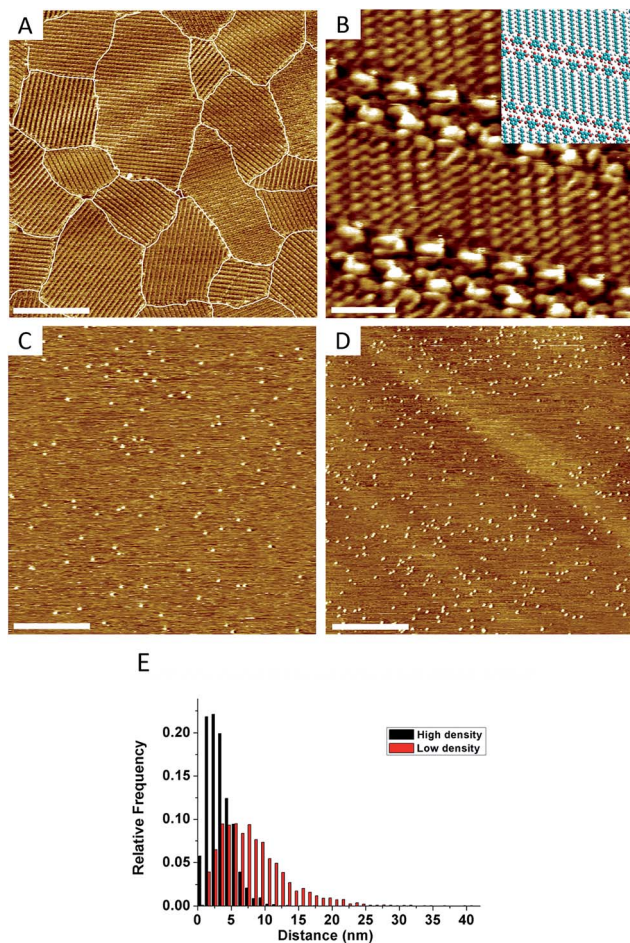 A
B
C
D
E
High density
Low density
Relative Frequency
0.20
0.15
0.10
0.05
0.00
0 5 10 15 20 25 30 35 40
Distance (nm)